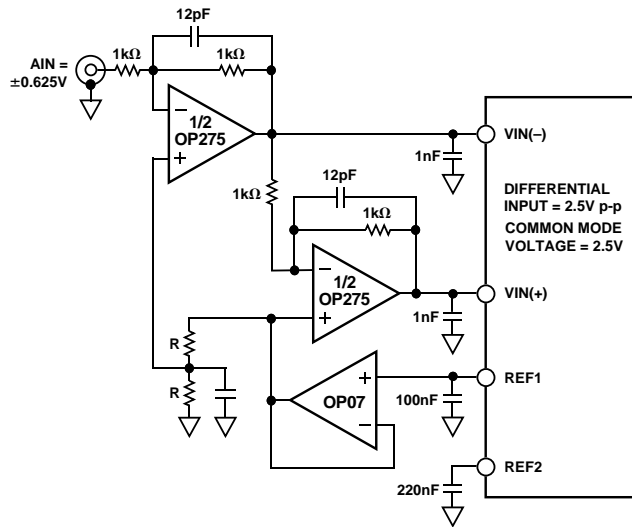 12pF
AIN =
±0.625V
1kΩ
1kΩ
1/2
OP275
VIN(–)
1nF
1kΩ
12pF
1kΩ
DIFFERENTIAL
INPUT = 2.5V p-p
COMMON MODE
VOLTAGE = 2.5V
1/2
OP275
VIN(+)
1nF
R
R
OP07
REF1
100nF
REF2
220nF